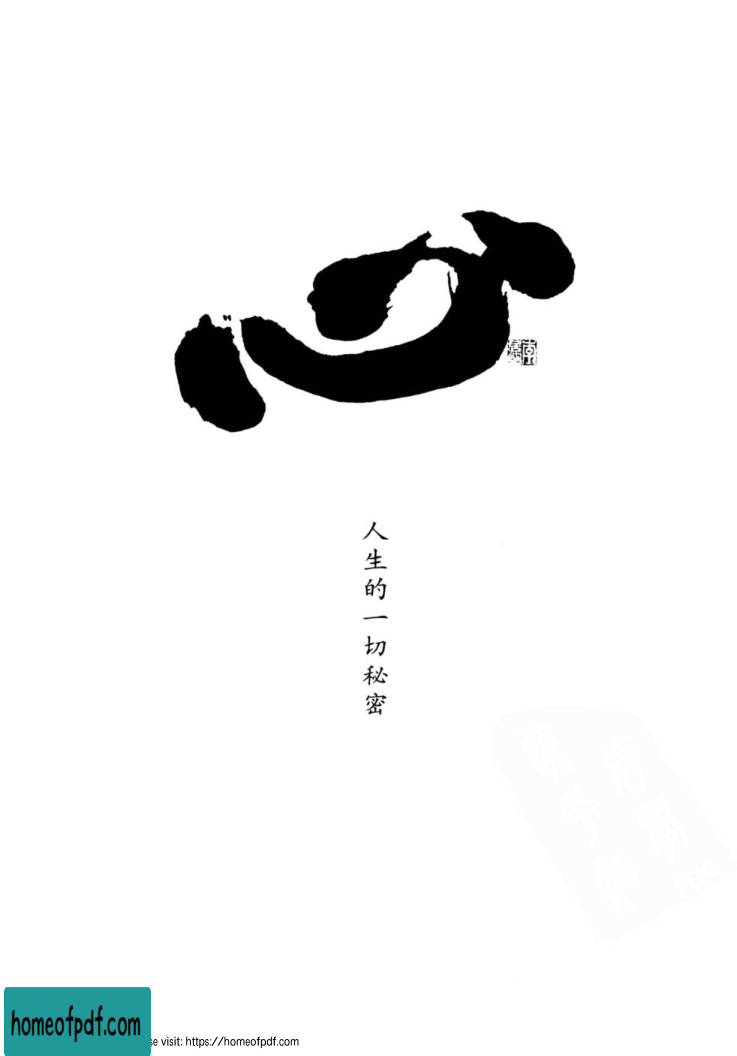 心
人生的一切秘密
homeofpdf.com
se visit: https://homeofpdf.com